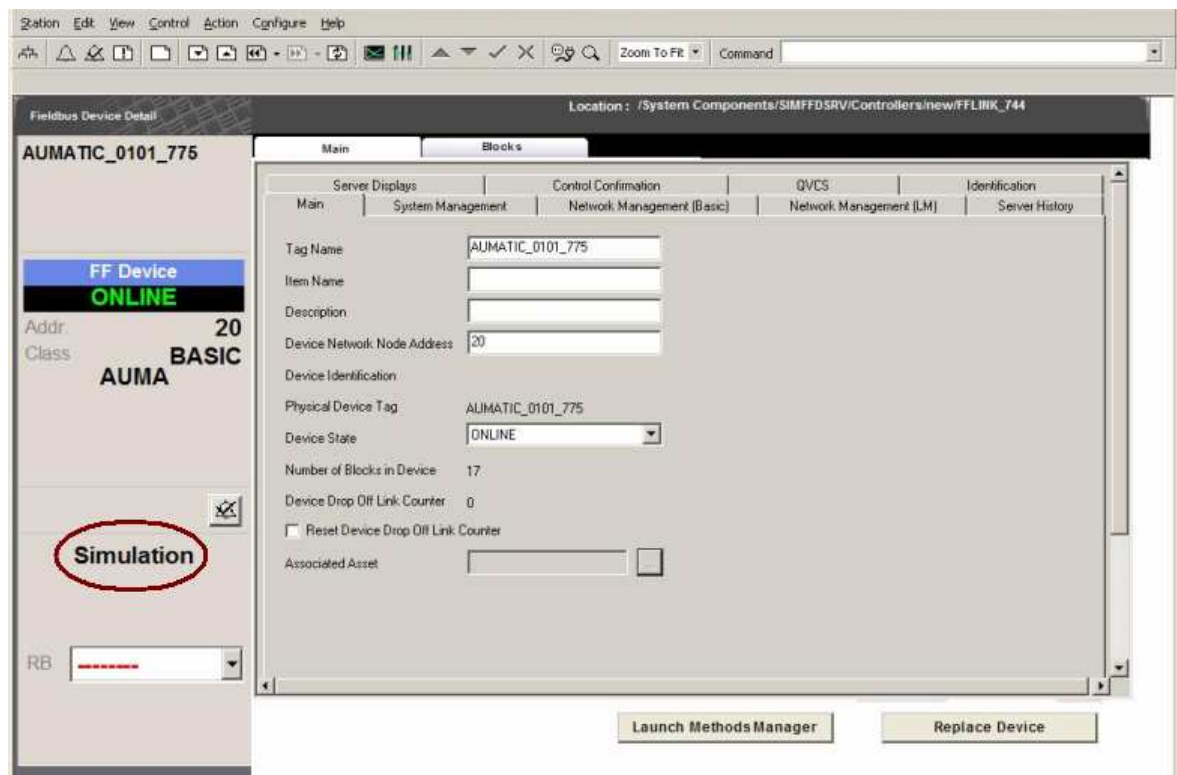 Station Edit View Control Action Configure Help
Zoom To Fit Command
Fieldbus Device Detail
Location : /System Components/SIMFFDSRV/Controllers/new/FFLINK_744
AUMATIC_0101_775
Main Blocks
Server Displays Control Confirmation QVCS Identification
Main System Management Network Management (Basic) Network Management (LM) Server History
Tag Name AUMATIC_0101_775
Item Name
Description
Device Network Node Address 20
Device Identification
Physical Device Tag AUMATIC_0101_775
Device State ONLINE
Number of Blocks in Device 17
Device Drop Off Link Counter 0
Reset Device Drop Off Link Counter
Associated Asset ...
FF Device
ONLINE
Addr 20
Class BASIC
AUMA
Simulation
RB --------
Launch Methods Manager Replace Device